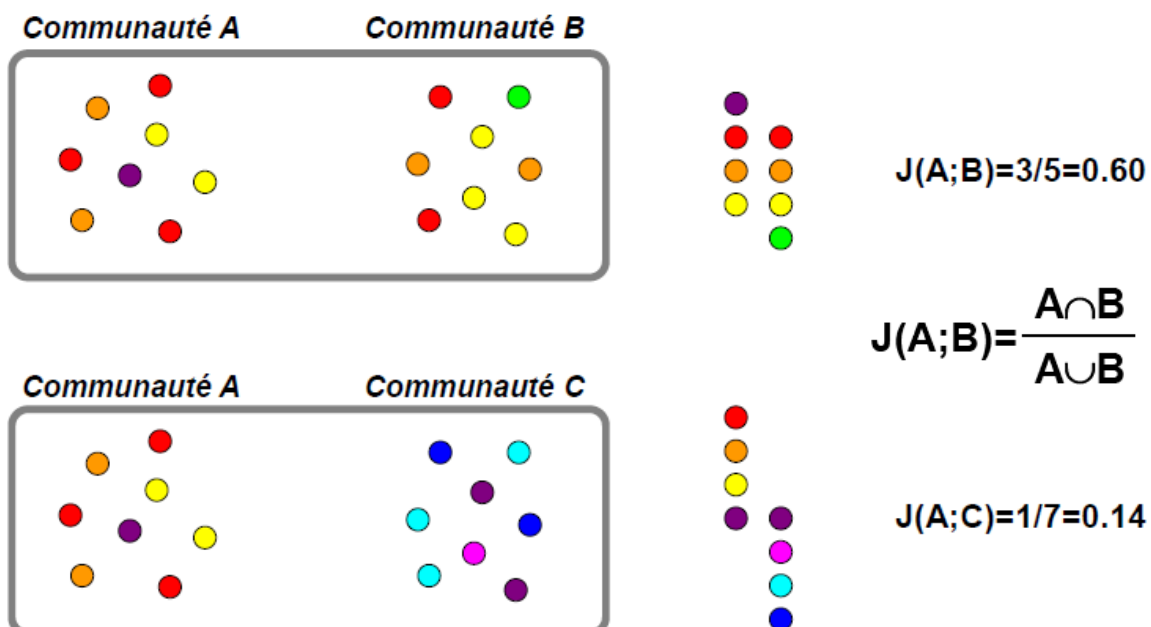 Communauté A
Communauté B
J(A;B)=3/5=0.60
J(A;B)=A∩B/A∪B
Communauté A
Communauté C
J(A;C)=1/7=0.14